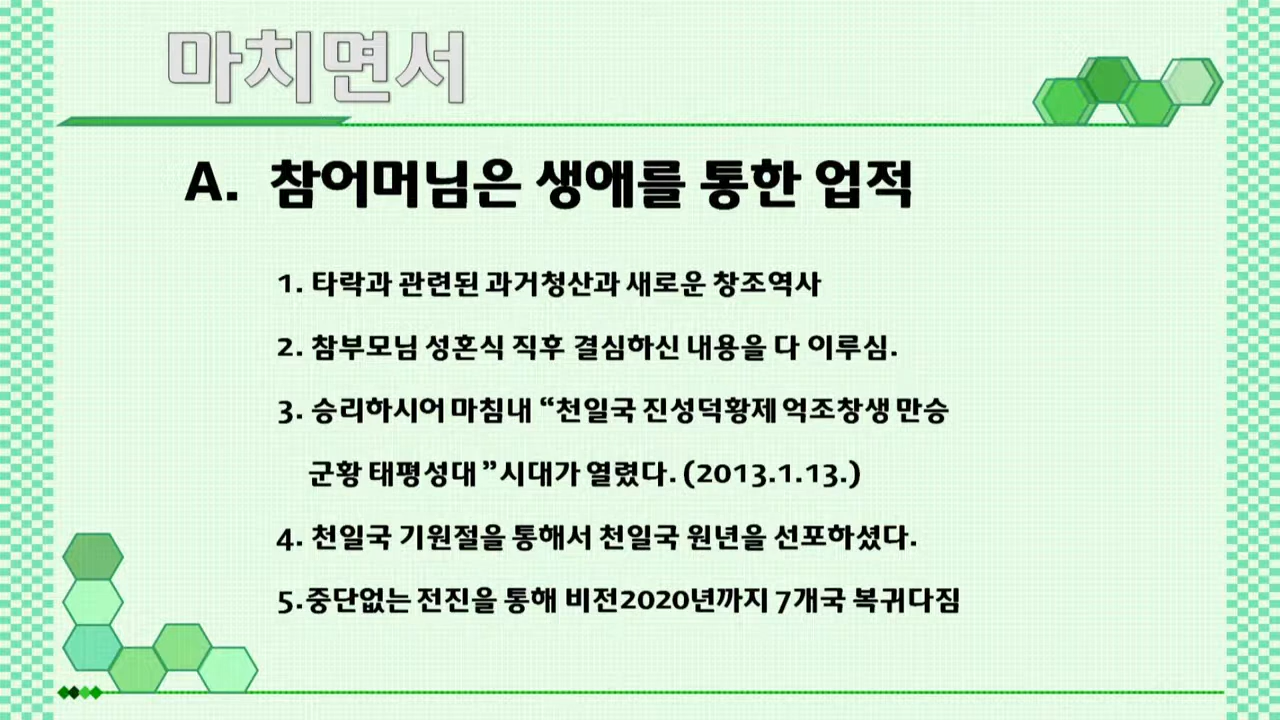 마치면서
A. 참어머님은 생애를 통한 업적
1. 타락과 관련된 과거청산과 새로운 창조역사
2. 참부모님 성혼식 직후 결심하신 내용을 다 이루심.
3. 승리하시어 마침내 “천일국 진성덕황제 억조창생 만승
군황 태평성대 ”시대가 열렸다. (2013.1.13.)
4. 천일국 기원절을 통해서 천일국 원년을 선포하셨다.
5.중단없는 전진을 통해 비전2020년까지 7개국 복귀다짐